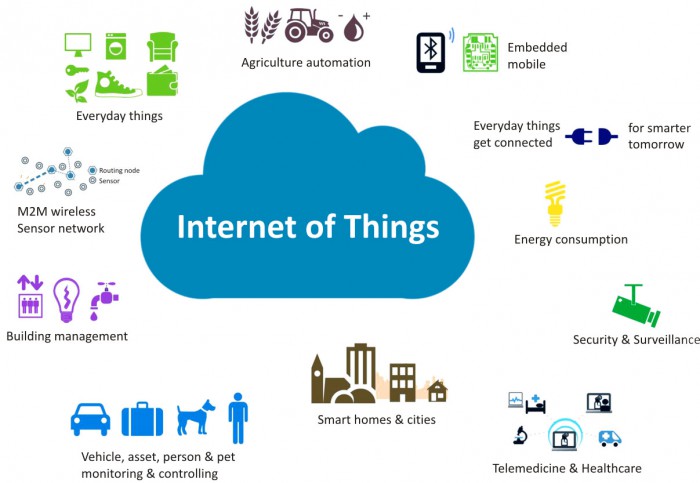 Agriculture automation
Embedded
mobile
Everyday things
Everyday things
get connected
for smarter
tomorrow
Routing node
Sensor
M2M wireless
Sensor network
Internet of Things
Energy consumption
Building management
Security & Surveillance
Smart homes & cities
Vehicle, asset, person & pet
monitoring & controlling
Telemedicine & Healthcare